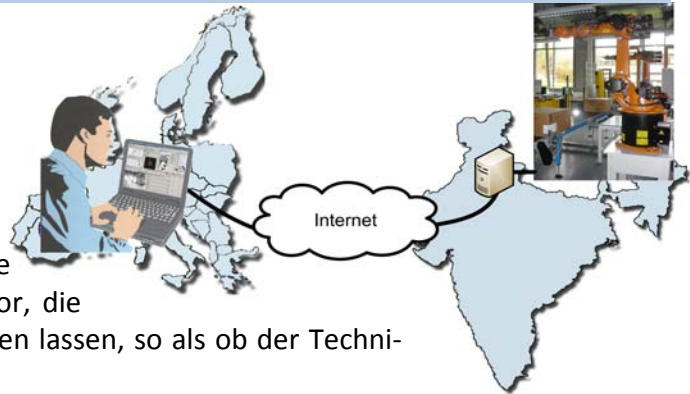 Internet
e
or, die
en lassen, so als ob der Techni-